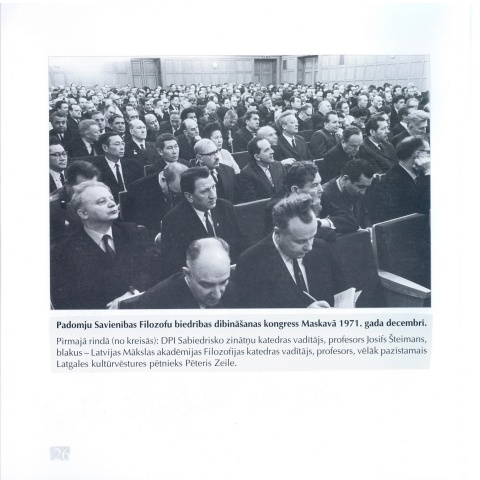 Padomju Savienības Filozofu biedrības dibināšanas kongress Maskavā 1971. gada decembrī.
Pirmajā rindā (no kreisās): DPI Sabiedrisko zinātņu katedras vadītājs, profesors Josifs Šteimans,
blakus – Latvijas Mākslas akadēmijas Filozofijas katedras vadītājs, profesors, vēlāk pazīstamais
Latgales kultūrvēstures pētnieks Pēteris Zeile.
26